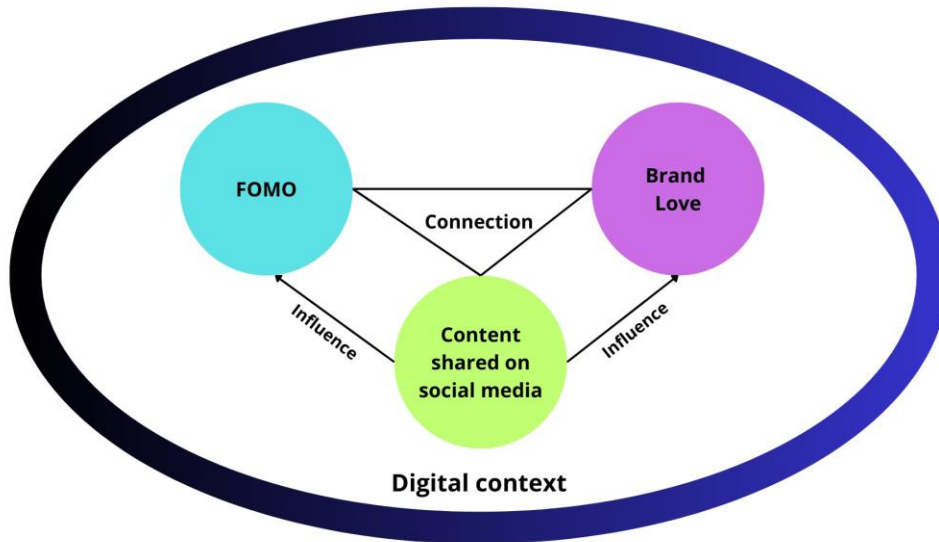 FOMO
Brand
Love
Connection
Influence
Influence
Content
shared on
social media
Digital context